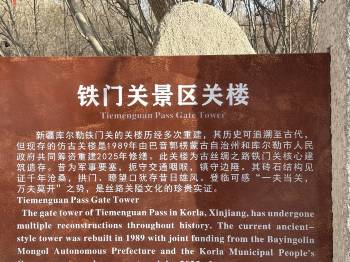 铁门关景区关楼
Tiemenguan Pass Gate Tower
新疆库尔勒铁门关的关楼历经多次重建，其历史可追溯至古代，
但现存的仿古关楼是1989年由巴音郭楞蒙古自治州和库尔勒市人民
政府共同筹资重建2025年修缮。此关楼为古丝绸之路铁门关核心建
筑遗存。昔为军事要塞，扼守交通咽喉，镇守边陲。其砖石结构见
证千年沧桑，拱门、瞭望口犹存昔日雄风。登临可感“一夫当关，
万夫莫开”之势，是丝路关隘文化的珍贵实证。
Tiemenguan Pass Gate Tower
The gate tower of Tiemenguan Pass in Korla, Xinjiang, has undergone
multiple reconstructions throughout history. The current ancient-
style tower was rebuilt in 1989 with joint funding from the Bayingolin
Mongol Autonomous Prefecture and the Korla Municipal People's